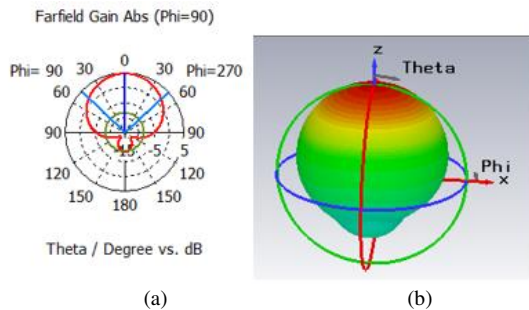 Farfield Gain Abs (Phi=90)
0
30 30
Phi= 90 Phi=270
60 60
90 -15 -5 5 90
120 120
150 150
180
Theta / Degree vs. dB
z
Theta
Phi
x
(a) (b)